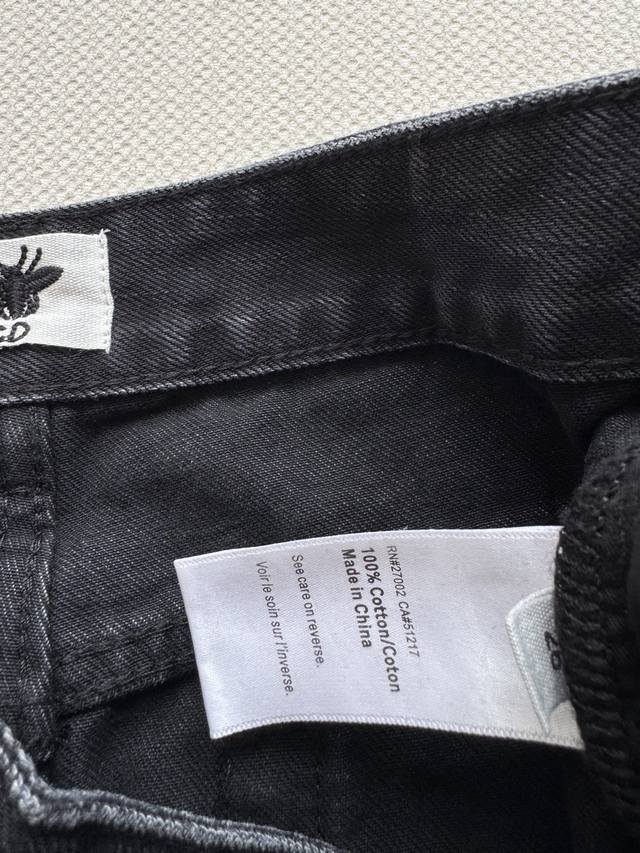 RN#27002 CA#51217
100% Cotton/Coton
Made in China
See care on reverse.
Voir le soin sur l'inverse.
26